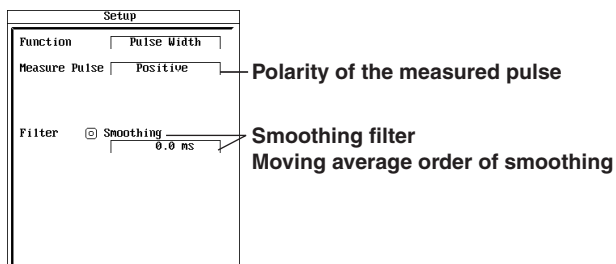 Setup
Function Pulse Width
Measure Pulse Positive
Polarity of the measured pulse
Filter Smoothing
0.0 ms
Smoothing filter
Moving average order of smoothing